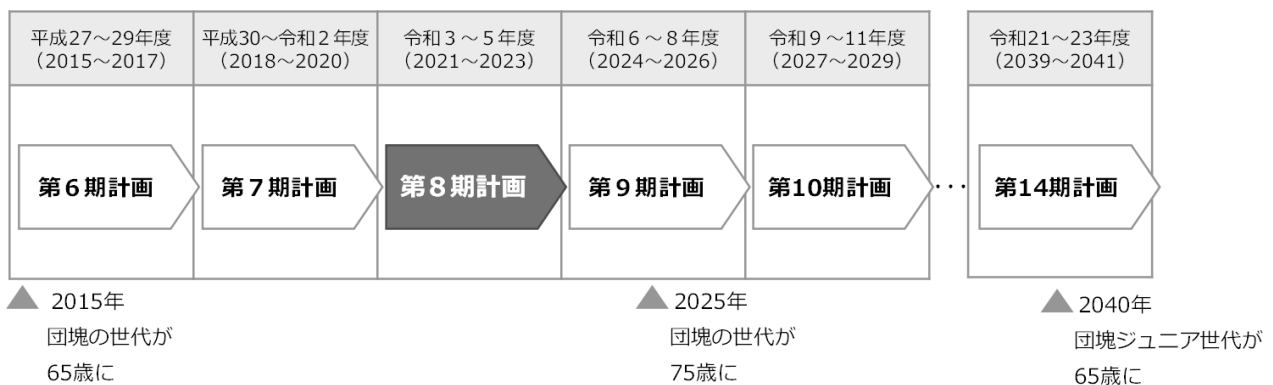 平成27～29年度
（2015～2017）
平成30～令和２年度
（2018～2020）
令和３～５年度
（2021～2023）
令和６～８年度
（2024～2026）
令和９～11年度
（2027～2029）
令和21～23年度
（2039～2041）
第６期計画
第７期計画
第８期計画
第９期計画
第10期計画
・・・
第14期計画
2015年
団塊の世代が
65歳に
2025年
団塊の世代が
75歳に
2040年
団塊ジュニア世代が
65歳に